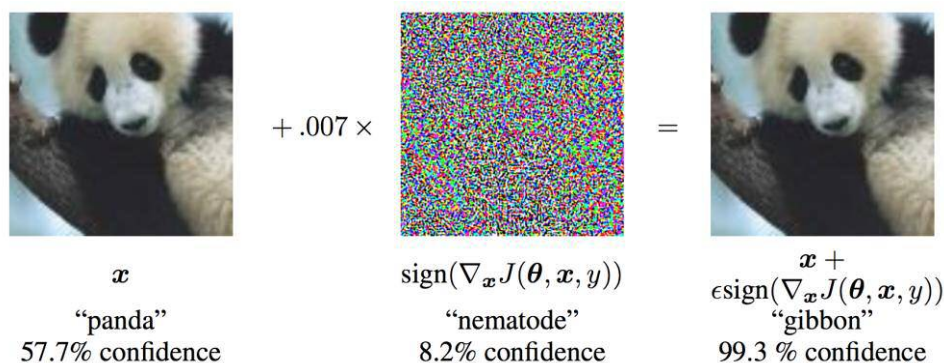 + .007 ×
=
x
sign(∇ₓJ(θ, x, y))
x +
ϵsign(∇ₓJ(θ, x, y))
“panda”
“nematode”
“gibbon”
57.7% confidence
8.2% confidence
99.3 % confidence